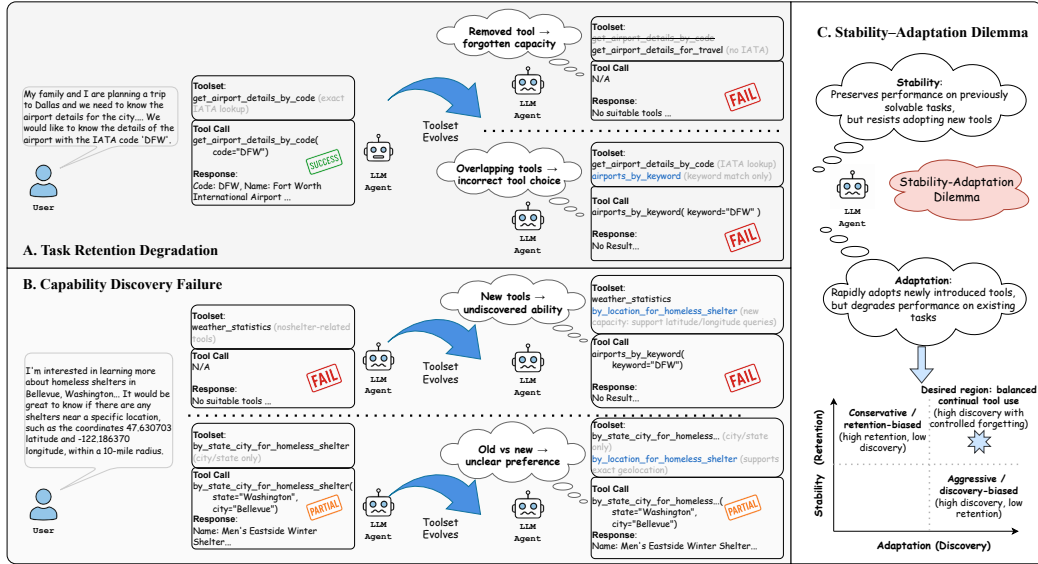 A. Task Retention Degradation
My family and I are planning a trip
to Dallas and we need to know the
airport details for the city.... We
would like to know the details of the
airport with the IATA code 'DFW'.
User
Toolset:
get_airport_details_by_code (exact
IATA lookup)
Tool Call
get_airport_details_by_code(
code="DFW")
SUCCESS
Response:
Code: DFW, Name: Fort Worth
International Airport ...
LLM
Agent
Toolset
Evolves
Removed tool →
forgotten capacity
LLM
Agent
Toolset:
get_airport_details_by_code
get_airport_details_for_travel (no IATA)
Tool Call
N/A
Response:
No suitable tools ...
FAIL
Overlapping tools →
incorrect tool choice
LLM
Agent
Toolset:
get_airport_details_by_code (IATA lookup)
airports_by_keyword (keyword match only)
Tool Call
airports_by_keyword( keyword="DFW" )
Response:
No Result...
FAIL
B. Capability Discovery Failure
I'm interested in learning more
about homeless shelters in
Bellevue, Washington... It would be
great to know if there are any
shelters near a specific location,
such as the coordinates 47.630703
latitude and -122.186370
longitude, within a 10-mile radius.
User
Toolset:
weather_statistics (noshelter-related
tools)
Tool Call
N/A
Response:
No suitable tools ...
FAIL
LLM
Agent
Toolset
Evolves
New tools →
undiscovered ability
LLM
Agent
Toolset:
weather_statistics
by_location_for_homeless_shelter (new
capacity: support latitude/longitude queries)
Tool Call
airports_by_keyword(
keyword="DFW")
Response:
No Result...
FAIL
Toolset:
by_state_city_for_homeless_shelter
(city/state only)
Tool Call
by_state_city_for_homeless_shelter(
state="Washington",
city="Bellevue")
Response:
Name: Men's Eastside Winter
Shelter...
PARTIAL
LLM
Agent
Toolset
Evolves
Old vs new →
unclear preference
LLM
Agent
Toolset:
by_state_city_for_homeless... (city/state
only)
by_location_for_homeless_shelter (supports
exact geolocation)
Tool Call
by_state_city_for_homeless...(
state="Washington",
city="Bellevue")
Response:
Name: Men's Eastside Winter Shelter...
PARTIAL
C. Stability–Adaptation Dilemma
Stability:
Preserves performance on previously
solvable tasks,
but resists adopting new tools
LLM
Agent
Stability-Adaptation
Dilemma
Adaptation:
Rapidly adopts newly introduced tools,
but degrades performance on existing
tasks
Desired region: balanced
continual tool use
(high discovery with
controlled forgetting)
Conservative /
retention-biased
(high retention, low
discovery)
Aggressive /
discovery-biased
(high discovery, low
retention)
Stability (Retention)
Adaptation (Discovery)